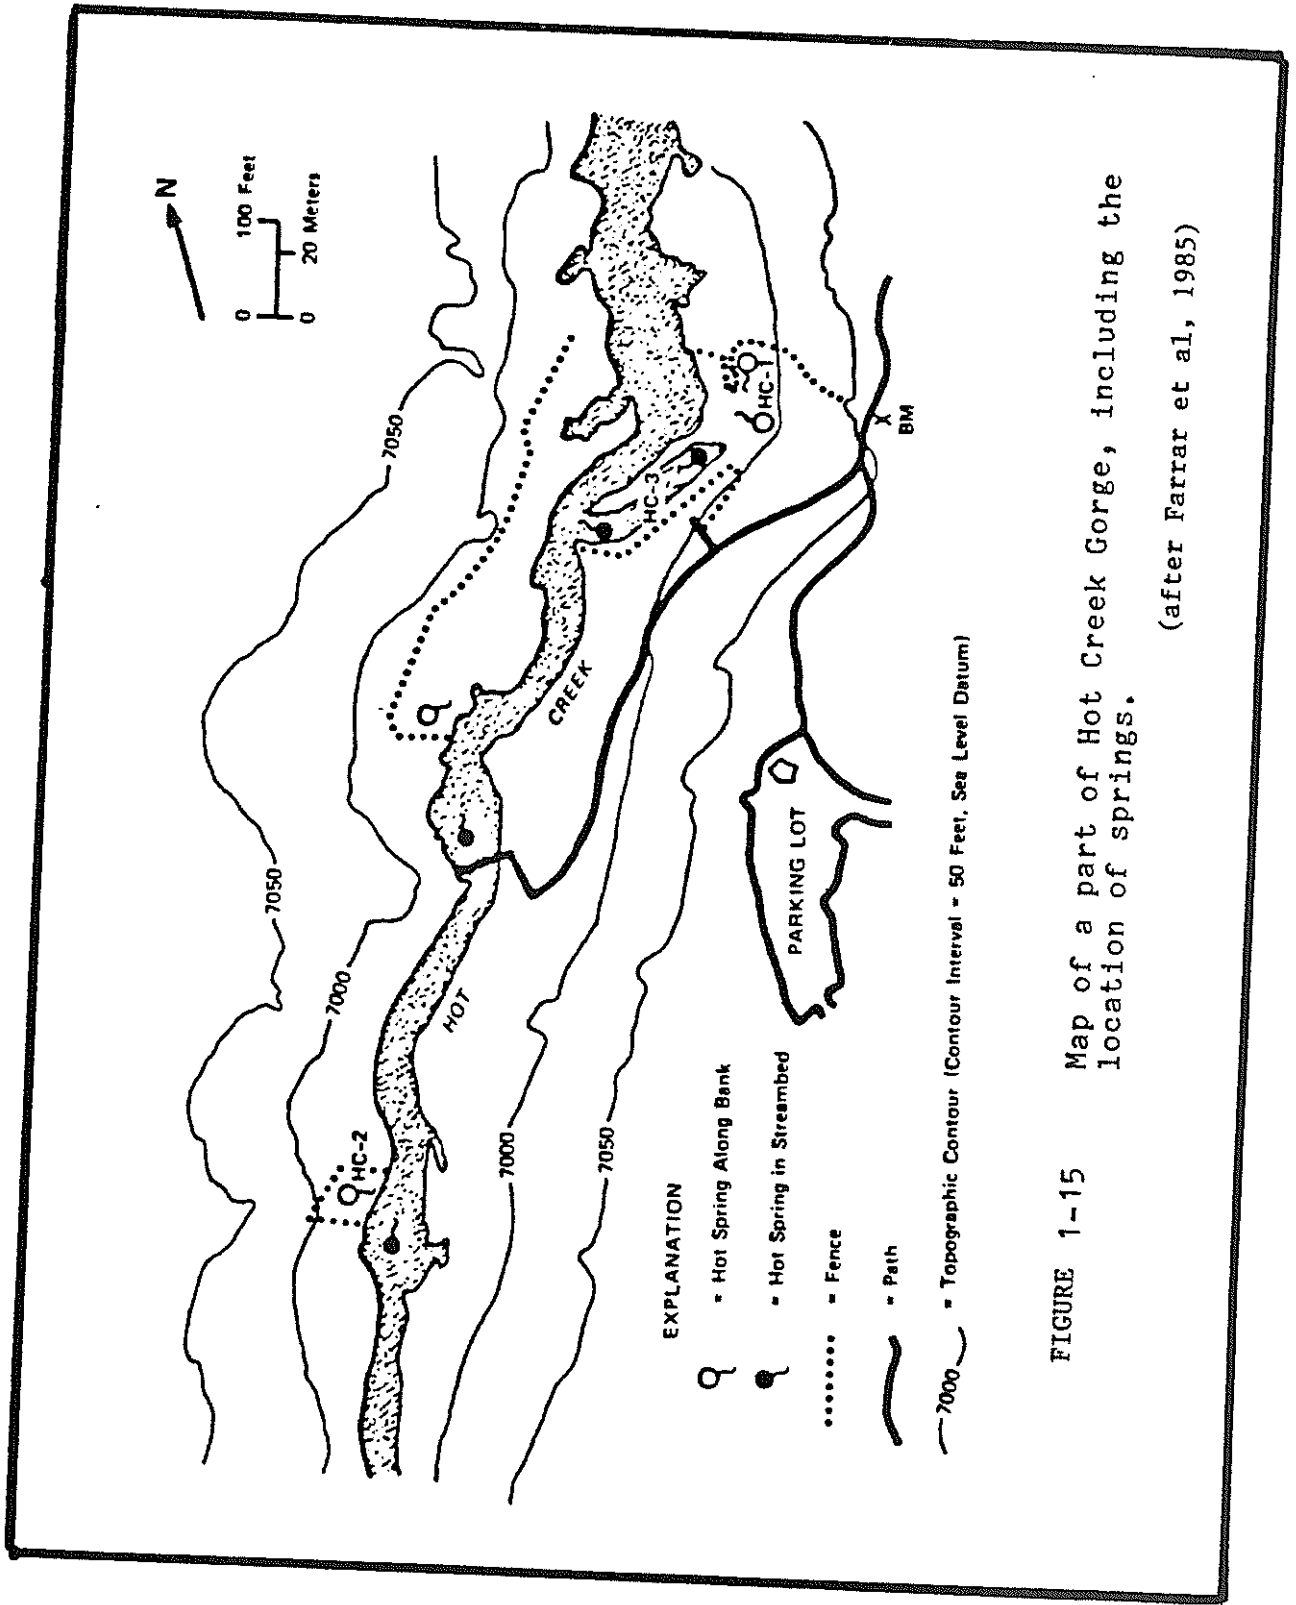 N
0 100 Feet
0 20 Meters
7050
7050
7000
HC-2
HOT
CREEK
HC-3
HC-1
BM
7000
7050
PARKING LOT
EXPLANATION
= Hot Spring Along Bank
= Hot Spring in Streambed
= Fence
= Path
7000 = Topographic Contour (Contour Interval = 50 Feet, Sea Level Datum)
FIGURE 1-15 Map of a part of Hot Creek Gorge, including the
location of springs.
(after Farrar et al, 1985)